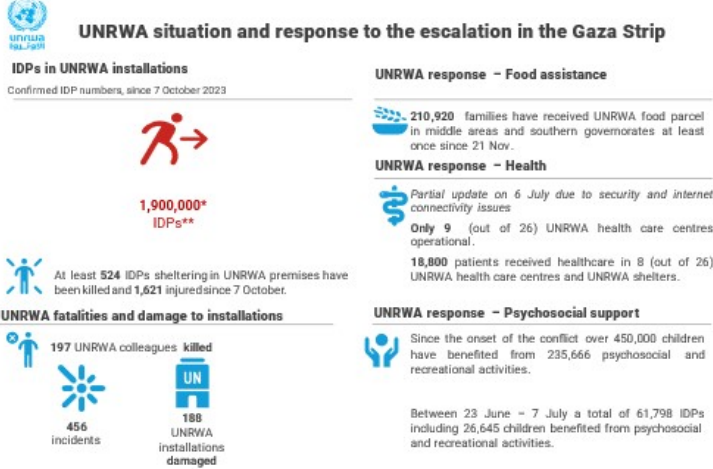 unrwa
الأونروا
UNRWA situation and response to the escalation in the Gaza Strip
IDPs in UNRWA installations
Confirmed IDP numbers, since 7 October 2023
1,900,000*
IDPs**
At least 524 IDPs sheltering in UNRWA premises have
been killed and 1,621 injured since 7 October.
UNRWA fatalities and damage to installations
197 UNRWA colleagues killed
456
incidents
UN
188
UNRWA
installations
damaged
UNRWA response – Food assistance
210,920 families have received UNRWA food parcel
in middle areas and southern governorates at least
once since 21 Nov.
UNRWA response – Health
Partial update on 6 July due to security and internet
connectivity issues
Only 9 (out of 26) UNRWA health care centres
operational.
18,800 patients received healthcare in 8 (out of 26)
UNRWA health care centres and UNRWA shelters.
UNRWA response – Psychosocial support
Since the onset of the conflict over 450,000 children
have benefited from 235,666 psychosocial and
recreational activities.
Between 23 June – 7 July a total of 61,798 IDPs
including 26,645 children benefited from psychosocial
and recreational activities.